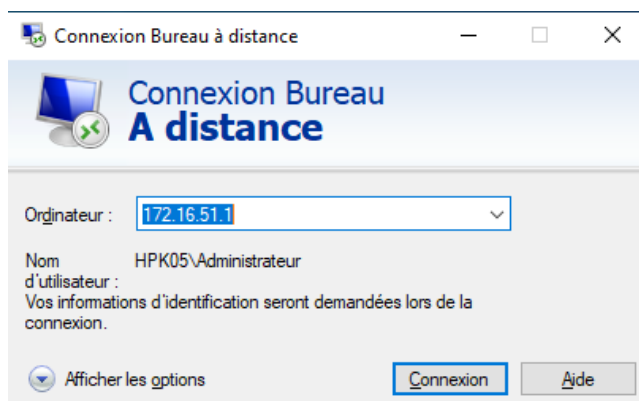 Connexion Bureau à distance
Connexion Bureau
A distance
Ordinateur : 172.16.51.1
Nom d'utilisateur : HPK05\Administrateur
Vos informations d'identification seront demandées lors de la
connexion.
Afficher les options Connexion Aide